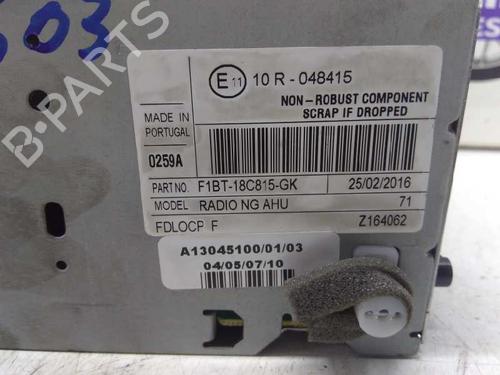 503
B-PARTS
E 11 10 R - 048415
NON - ROBUST COMPONENT
SCRAP IF DROPPED
MADE IN
PORTUGAL
0259A
PART NO. F1BT-18C815-GK 25/02/2016
MODEL RADIO NG AHU 71
FDLOCP F Z164062
A13045100/01/03
04/05/07/10